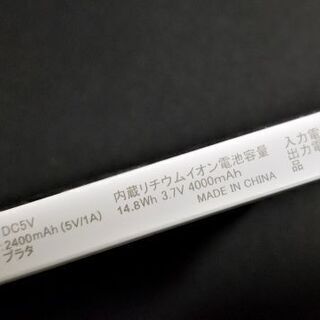 DC5V
2400mAh (5V/1A)
プラタ
内蔵リチウムイオン電池容量
14.8Wh 3.7V 4000mAh
MADE IN CHINA
入力電
出力電
品